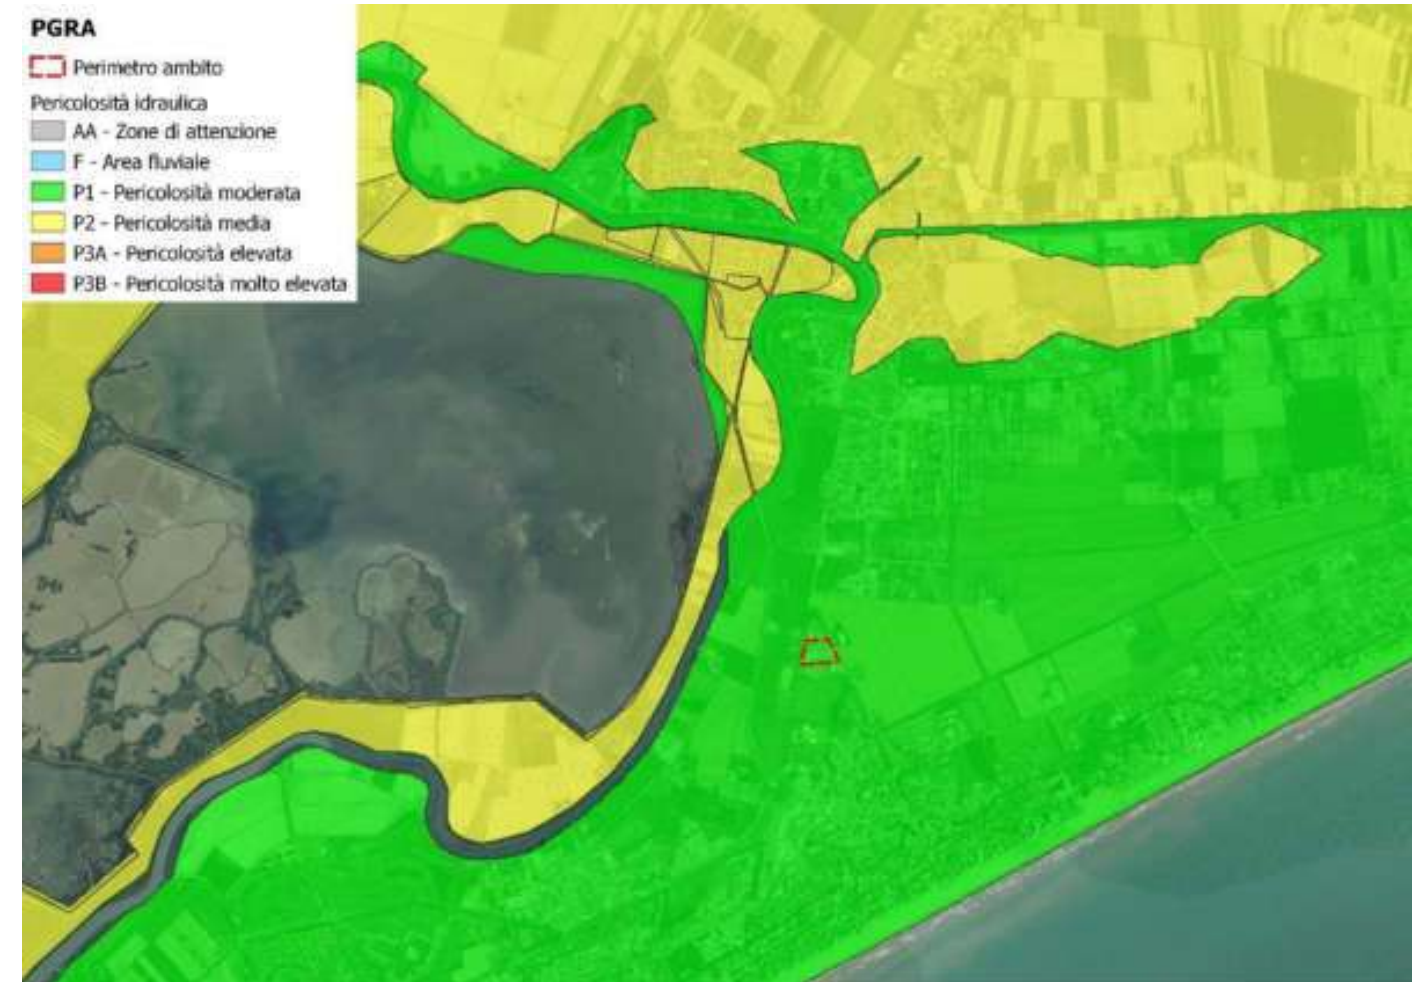 PGRA
Perimetro ambito
Pericolosità idraulica
AA - Zone di attenzione
F - Area fluviale
P1 - Pericolosità moderata
P2 - Pericolosità media
P3A - Pericolosità elevata
P3B - Pericolosità molto elevata